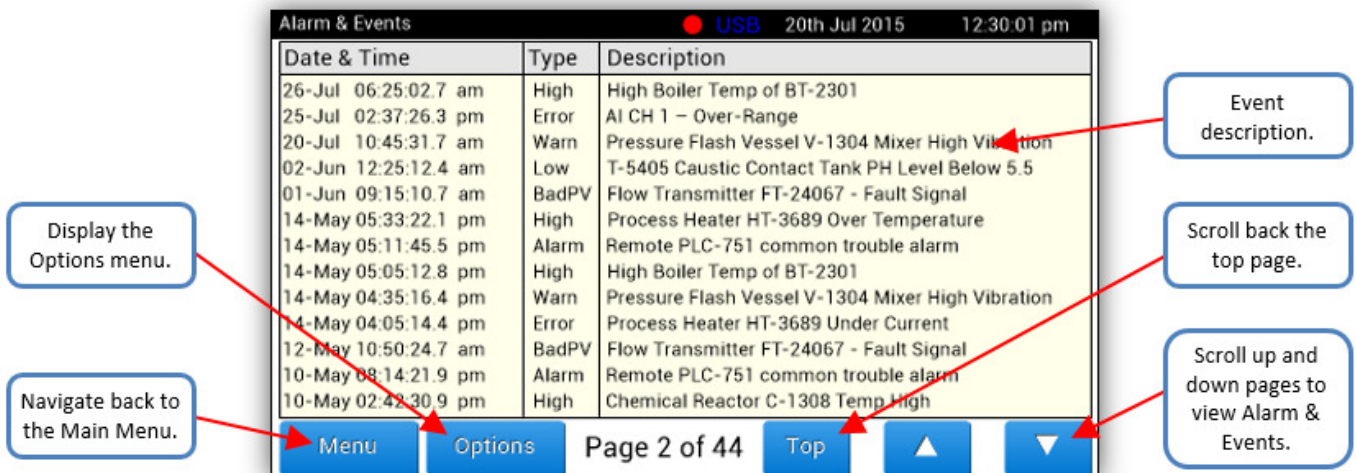 Alarm & Events USB 20th Jul 2015 12:30:01 pm
Date & Time Type Description
26-Jul 06:25:02.7 am High High Boiler Temp of BT-2301
25-Jul 02:37:26.3 pm Error AI CH 1 – Over-Range
20-Jul 10:45:31.7 am Warn Pressure Flash Vessel V-1304 Mixer High Vibration
02-Jun 12:25:12.4 am Low T-5405 Caustic Contact Tank PH Level Below 5.5
01-Jun 09:15:10.7 am BadPV Flow Transmitter FT-24067 - Fault Signal
14-May 05:33:22.1 pm High Process Heater HT-3689 Over Temperature
14-May 05:11:45.5 pm Alarm Remote PLC-751 common trouble alarm
14-May 05:05:12.8 pm High High Boiler Temp of BT-2301
14-May 04:35:16.4 pm Warn Pressure Flash Vessel V-1304 Mixer High Vibration
14-May 04:05:14.4 pm Error Process Heater HT-3689 Under Current
12-May 10:50:24.7 am BadPV Flow Transmitter FT-24067 - Fault Signal
10-May 08:14:21.9 pm Alarm Remote PLC-751 common trouble alarm
10-May 02:42:30.9 pm High Chemical Reactor C-1308 Temp High
Menu Options Page 2 of 44 Top
Display the
Options menu.
Navigate back to
the Main Menu.
Event
description.
Scroll back the
top page.
Scroll up and
down pages to
view Alarm &
Events.